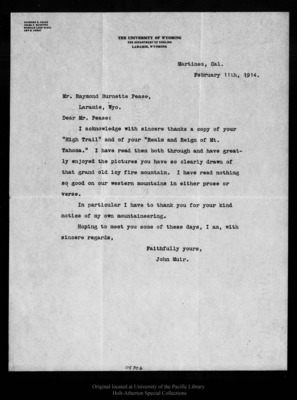 THE UNIVERSITY OF WYOMING
THE DEPARTMENT OF ENGLISH
LARAMIE, WYOMING
Martinez, Cal.
February 11th, 1914.
Mr. Raymond Burnette Pease,
Laramie, Wyo.
Dear Mr. Pease:
I acknowledge with sincere thanks a copy of your
"High Trail" and of your "Realm and Reign of Mt.
Tahoma." I have read them both through and have great-
ly enjoyed the pictures you have so clearly drawn of
that grand old icy fire mountain. I have read nothing
so good on our western mountains in either prose or
verse.
In particular I have to thank you for your kind
notice of my own mountaineering.
Hoping to meet you some of these days, I am, with
sincere regards,
Faithfully yours,
John Muir.
Original located at University of the Pacific Library
Holt-Atherton Special Collections